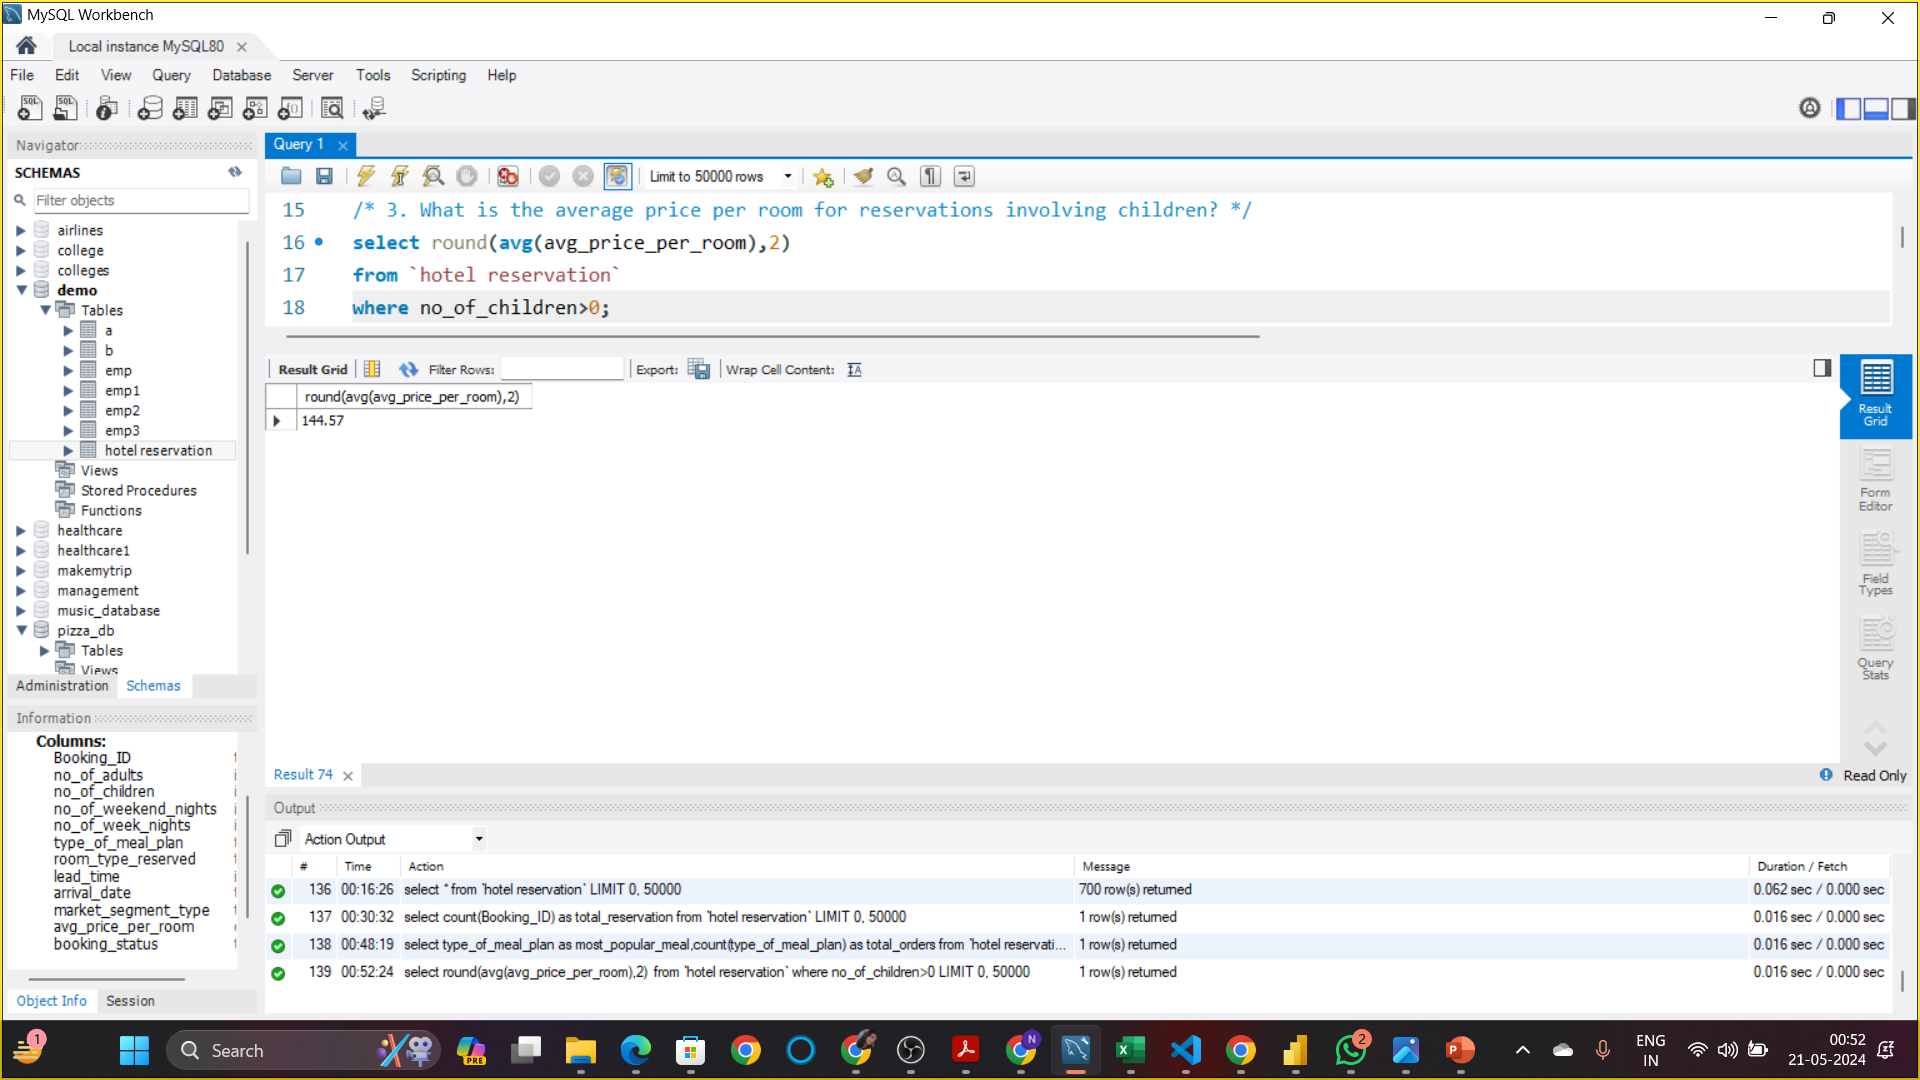 MySQL Workbench
Local instance MySQL80
File Edit View Query Database Server Tools Scripting Help
Navigator
SCHEMAS
Filter objects
airlines
college
colleges
demo
Tables
a
b
emp
emp1
emp2
emp3
hotel reservation
Views
Stored Procedures
Functions
healthcare
healthcare1
makemytrip
management
music_database
pizza_db
Tables
Views
Administration Schemas
Information
Columns:
Booking_ID
no_of_adults
no_of_children
no_of_weekend_nights
no_of_week_nights
type_of_meal_plan
room_type_reserved
lead_time
arrival_date
market_segment_type
avg_price_per_room
booking_status
Object Info Session
Query 1
Limit to 50000 rows
15 /* 3. What is the average price per room for reservations involving children? */
16 select round(avg(avg_price_per_room),2)
17 from `hotel reservation`
18 where no_of_children>0;
Result Grid Filter Rows: Export: Wrap Cell Content:
round(avg(avg_price_per_room),2)
144.57
Result Grid
Form Editor
Field Types
Query Stats
Result 74
Read Only
Output
Action Output
# Time Action Message Duration / Fetch
136 00:16:26 select * from `hotel reservation` LIMIT 0, 50000 700 row(s) returned 0.062 sec / 0.000 sec
137 00:30:32 select count(Booking_ID) as total_reservation from `hotel reservation` LIMIT 0, 50000 1 row(s) returned 0.016 sec / 0.000 sec
138 00:48:19 select type_of_meal_plan as most_popular_meal,count(type_of_meal_plan) as total_orders from `hotel reservati... 1 row(s) returned 0.016 sec / 0.000 sec
139 00:52:24 select round(avg(avg_price_per_room),2) from `hotel reservation` where no_of_children>0 LIMIT 0, 50000 1 row(s) returned 0.016 sec / 0.000 sec
1
Search
PRE
N
2
ENG
IN
00:52
21-05-2024